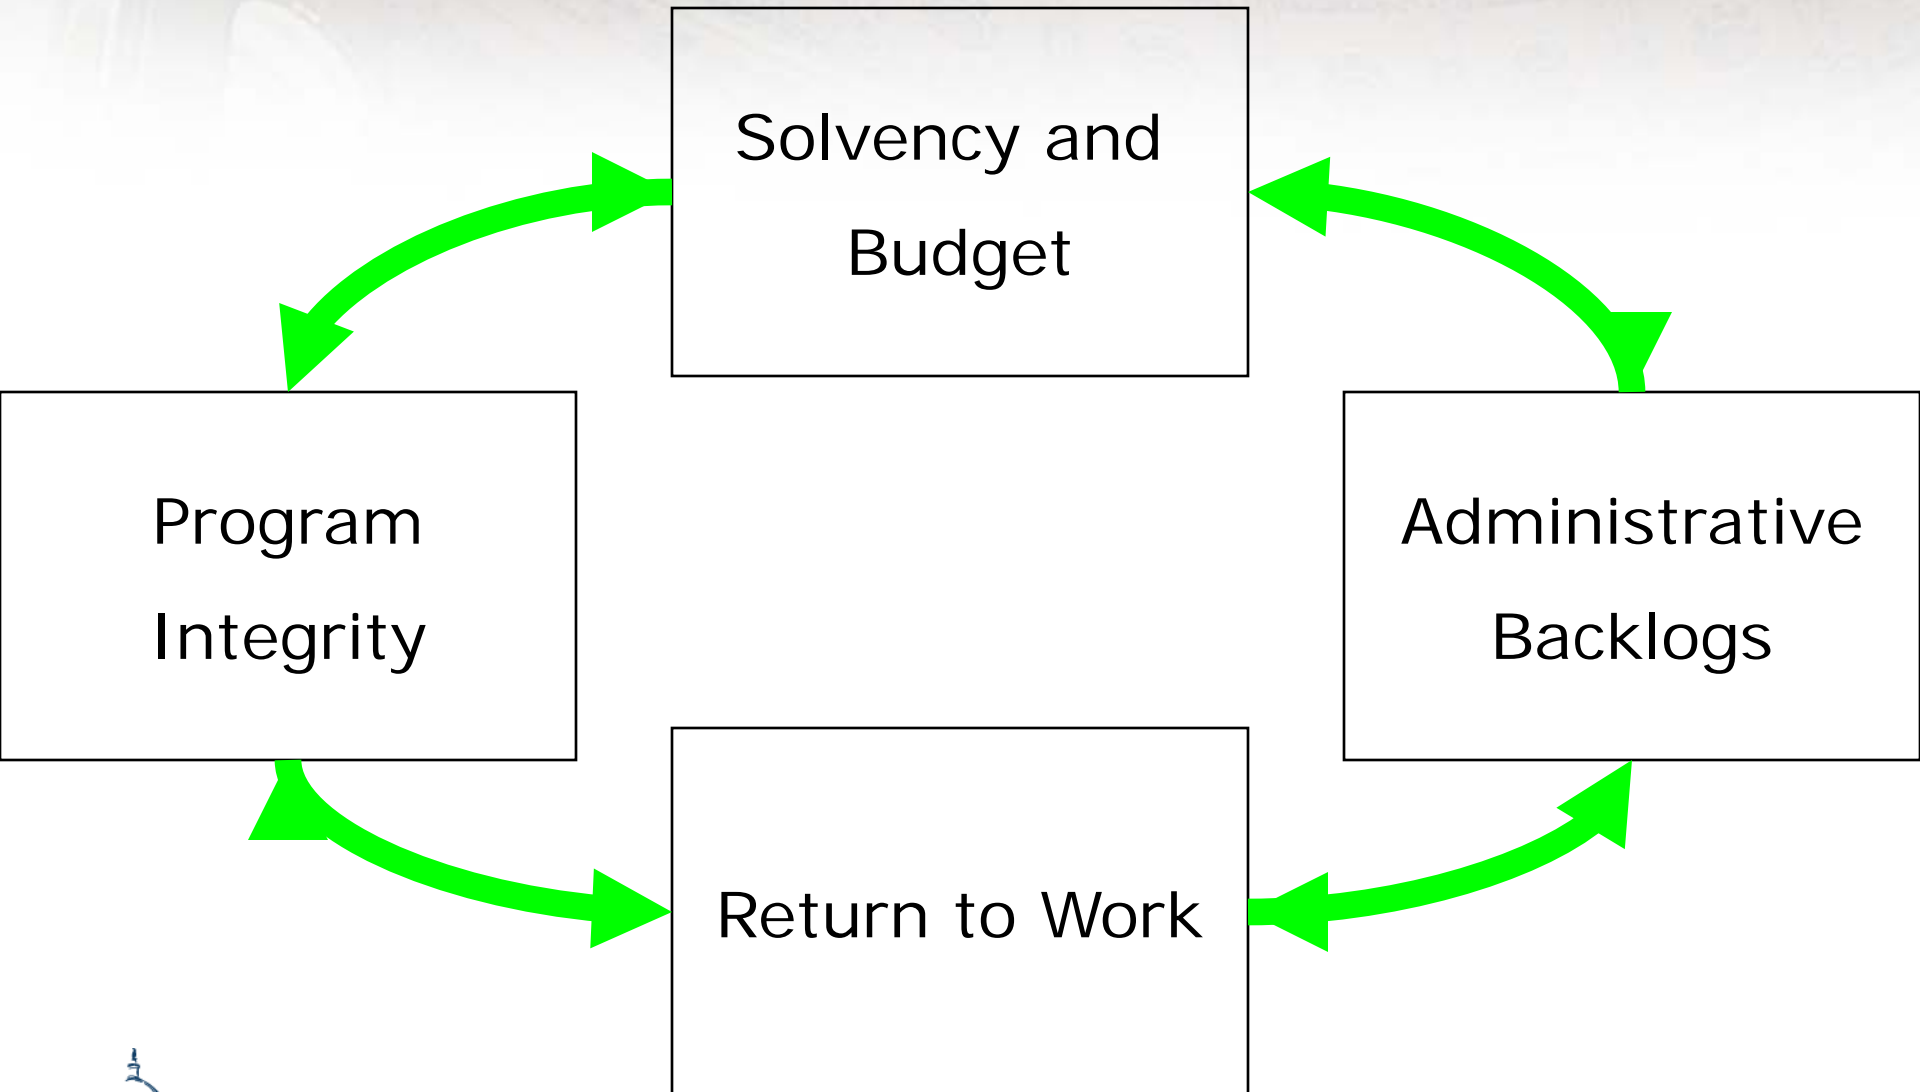 Solvency and
Budget
Program
Integrity
Administrative
Backlogs
Return to Work